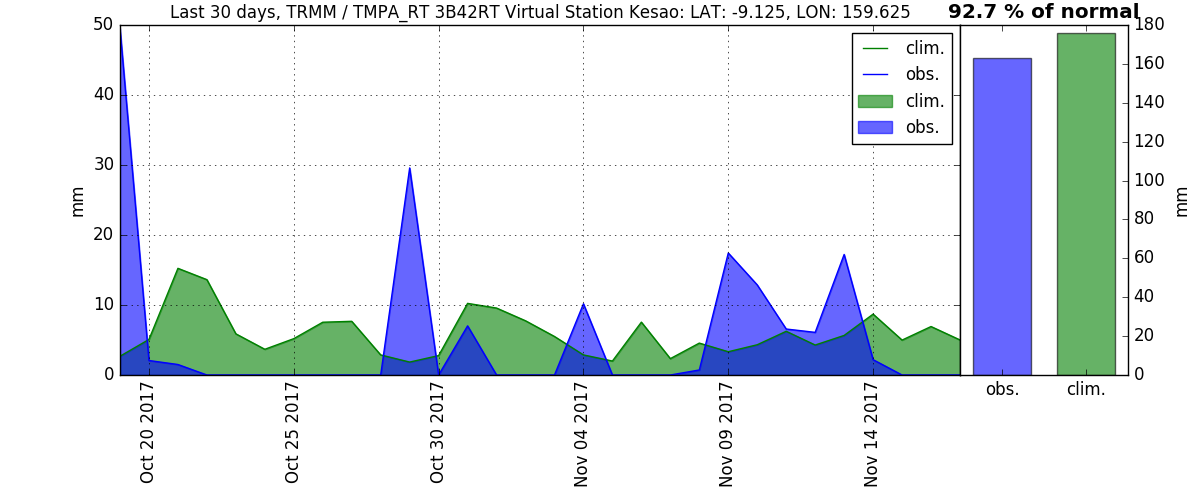 Last 30 days, TRMM / TMPA_RT 3B42RT Virtual Station Kesao: LAT: -9.125, LON: 159.625
92.7 % of normal
50
40
30
20
10
0
mm
clim.
obs.
clim.
obs.
Oct 20 2017
Oct 25 2017
Oct 30 2017
Nov 04 2017
Nov 09 2017
Nov 14 2017
180
160
140
120
100
80
60
40
20
0
mm
obs.
clim.